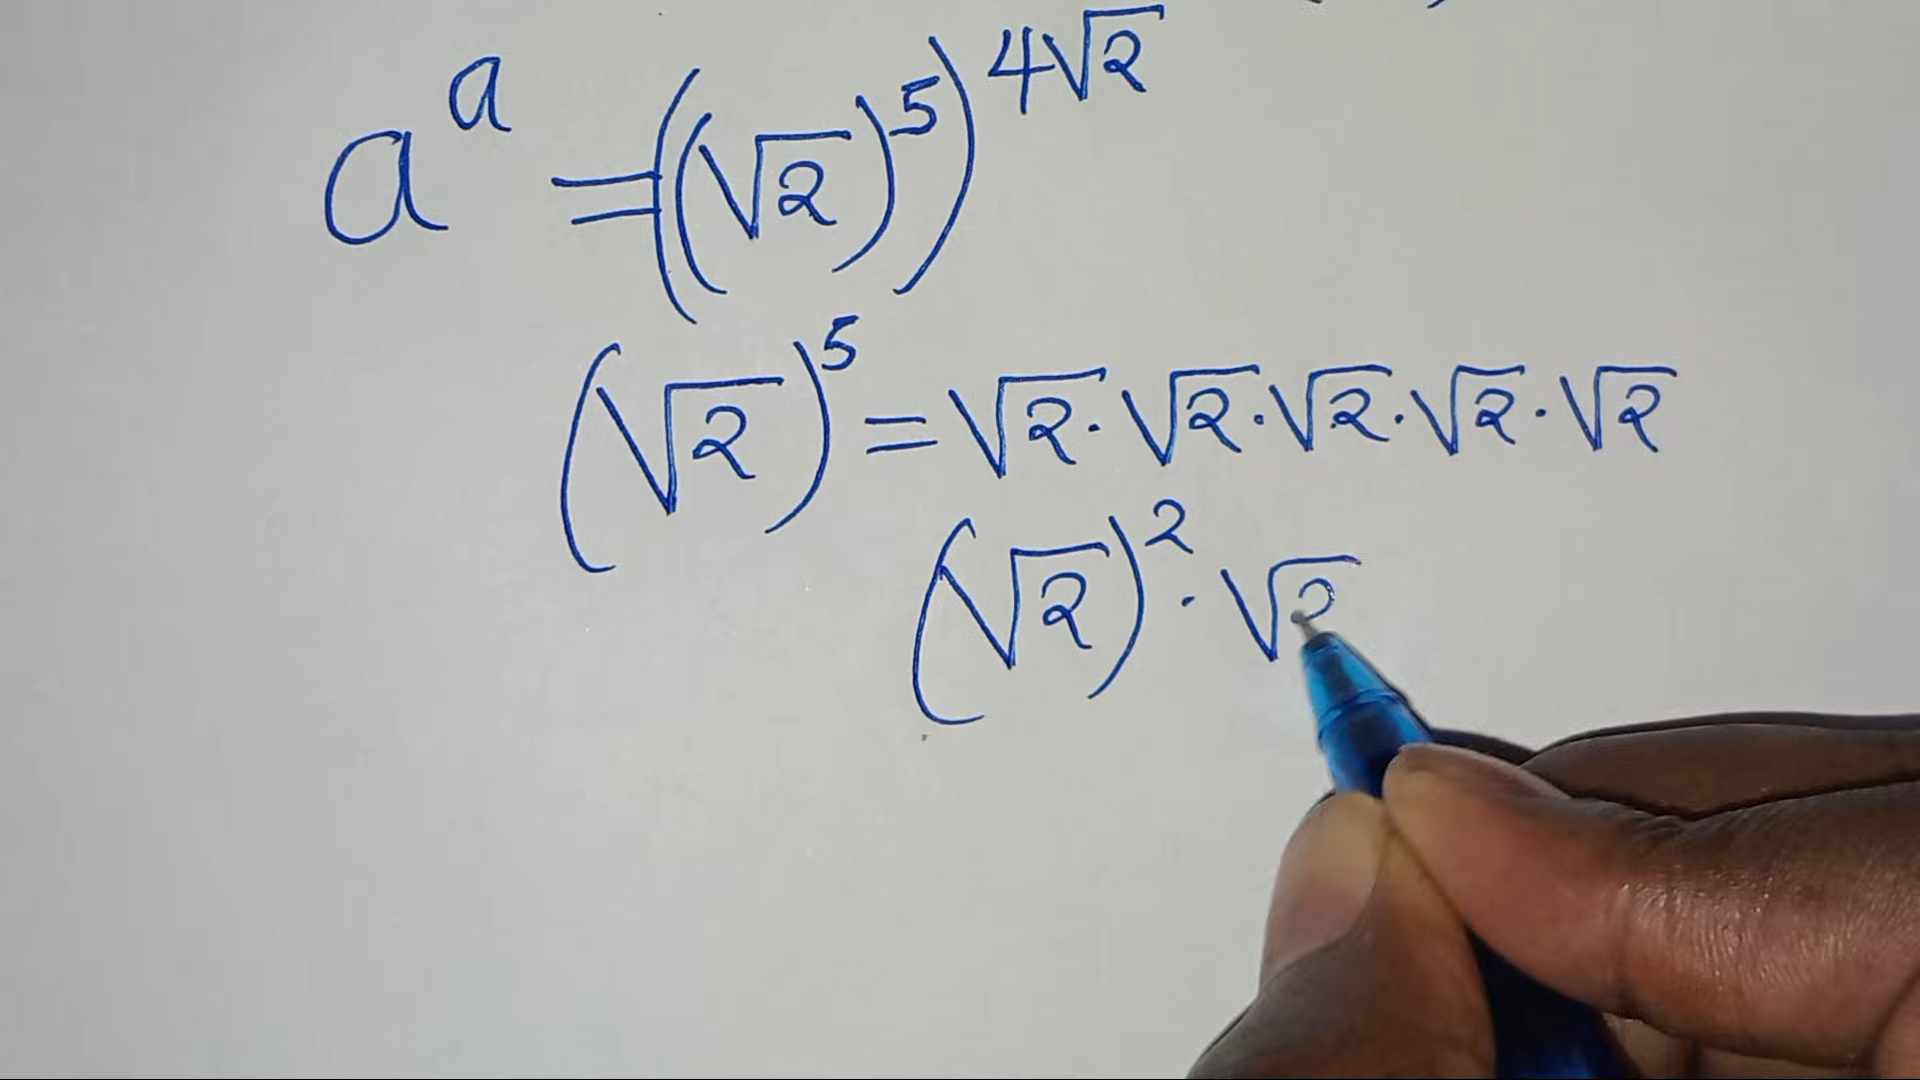 a^a = ((√2)^5)^4√2
(√2)^5 = √2 · √2 · √2 · √2 · √2
(√2)^2 · √2